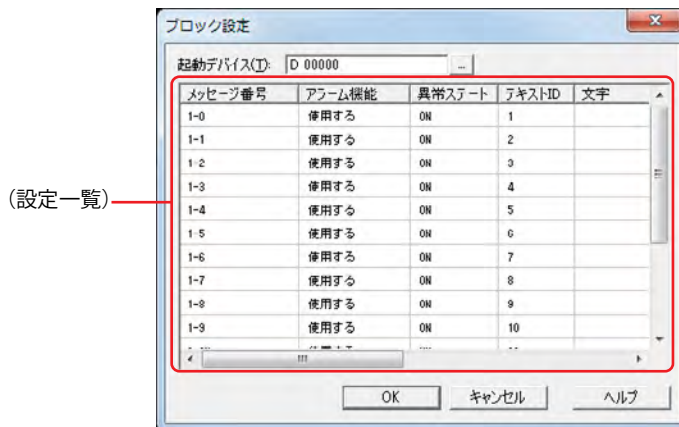 ブロック設定
起動デバイス(T): D 00000 ...
メッセージ番号 アラーム機能 異常ステート テキストID 文字
1-0 使用する ON 1
1-1 使用する ON 2
1-2 使用する ON 3
1-3 使用する ON 4
1-4 使用する ON 5
1-5 使用する ON 6
1-6 使用する ON 7
1-7 使用する ON 8
1-8 使用する ON 9
1-9 使用する ON 10
(設定一覧)
OK キャンセル ヘルプ